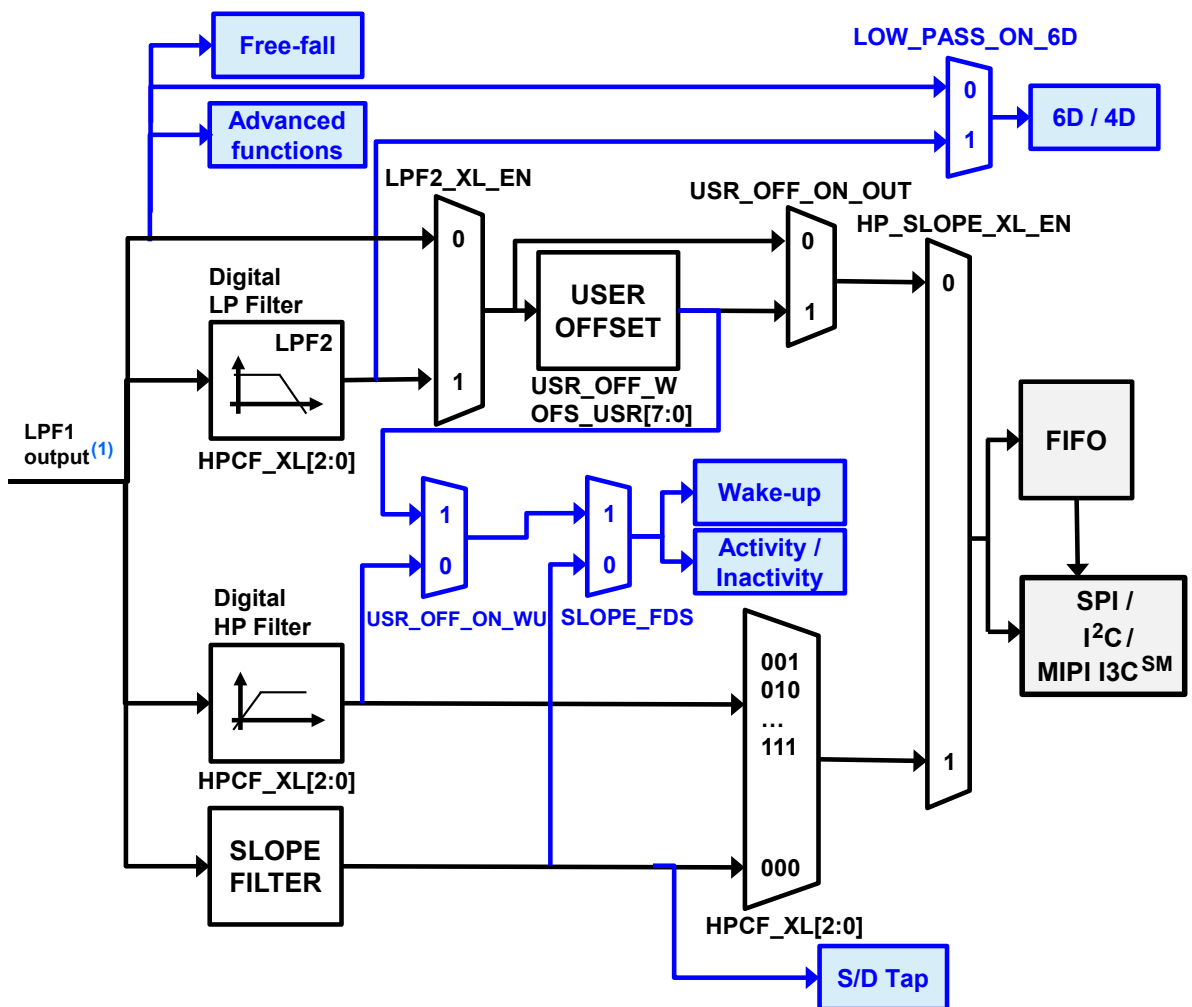 Free-fall
LOW_PASS_ON_6D
0
1
6D / 4D
Advanced
functions
LPF2_XL_EN
0
1
USR_OFF_ON_OUT
0
1
HP_SLOPE_XL_EN
0
1
Digital
LP Filter
LPF2
HPCF_XL[2:0]
USER
OFFSET
USR_OFF_W
OFS_USR[7:0]
LPF1
output(1)
FIFO
SPI /
I2C /
MIPI I3CSM
1
0
USR_OFF_ON_WU
1
0
SLOPE_FDS
Wake-up
Activity /
Inactivity
Digital
HP Filter
HPCF_XL[2:0]
001
010
...
111
000
HPCF_XL[2:0]
SLOPE
FILTER
S/D Tap